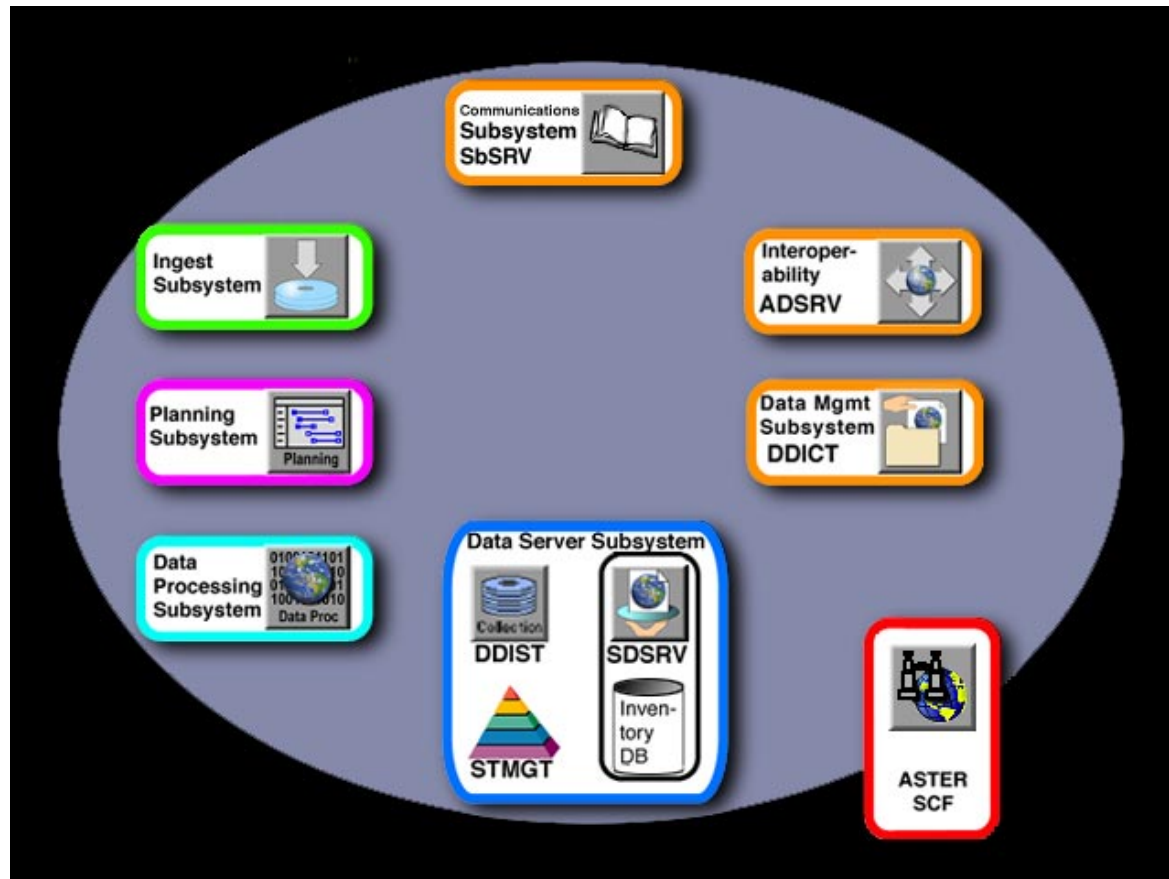 Communications
Subsystem
SbSRV
Ingest
Subsystem
Interoper-
ability
ADSRV
Planning
Subsystem
Planning
Data Mgmt
Subsystem
DDICT
Data
Processing
Subsystem
Data Proc
Data Server Subsystem
Collection
DDIST
SDSRV
STMGT
Inven-
tory
DB
ASTER
SCF